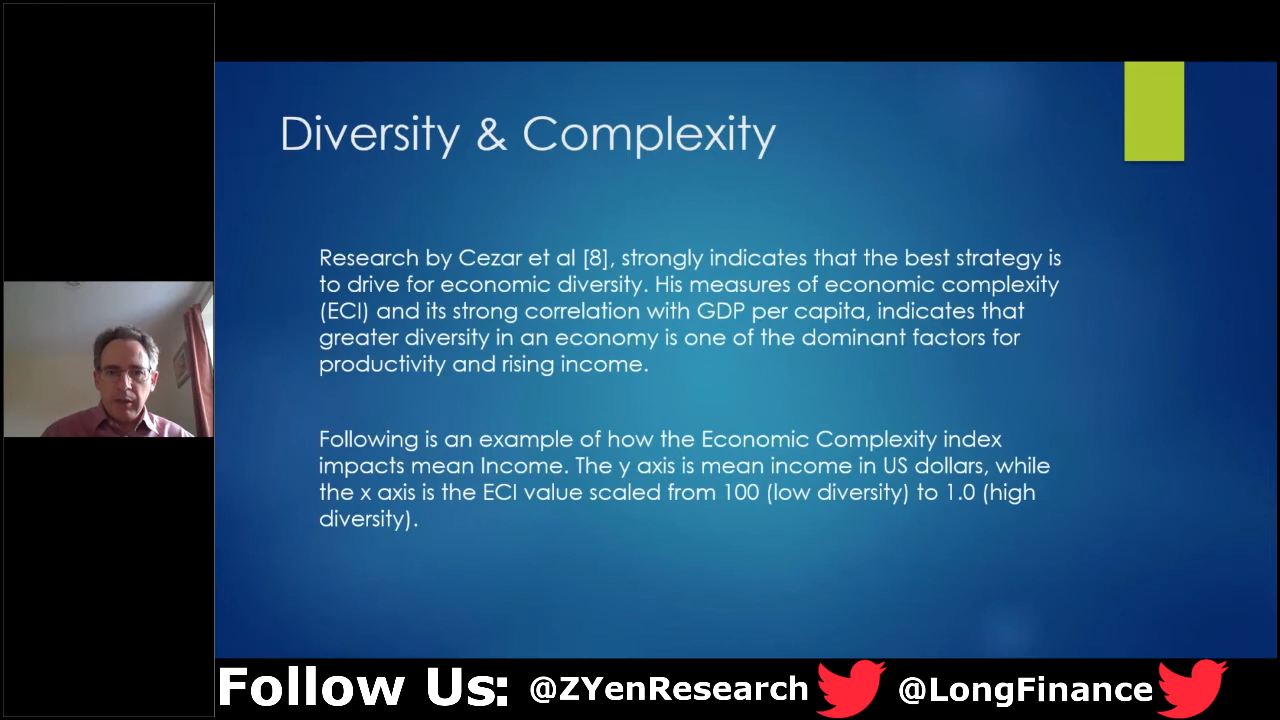 Diversity & Complexity
Research by Cezar et al [8], strongly indicates that the best strategy is
to drive for economic diversity. His measures of economic complexity
(ECI) and its strong correlation with GDP per capita, indicates that
greater diversity in an economy is one of the dominant factors for
productivity and rising income.
Following is an example of how the Economic Complexity index
impacts mean Income. The y axis is mean income in US dollars, while
the x axis is the ECI value scaled from 100 (low diversity) to 1.0 (high
diversity).
Follow Us: @ZYenResearch @LongFinance